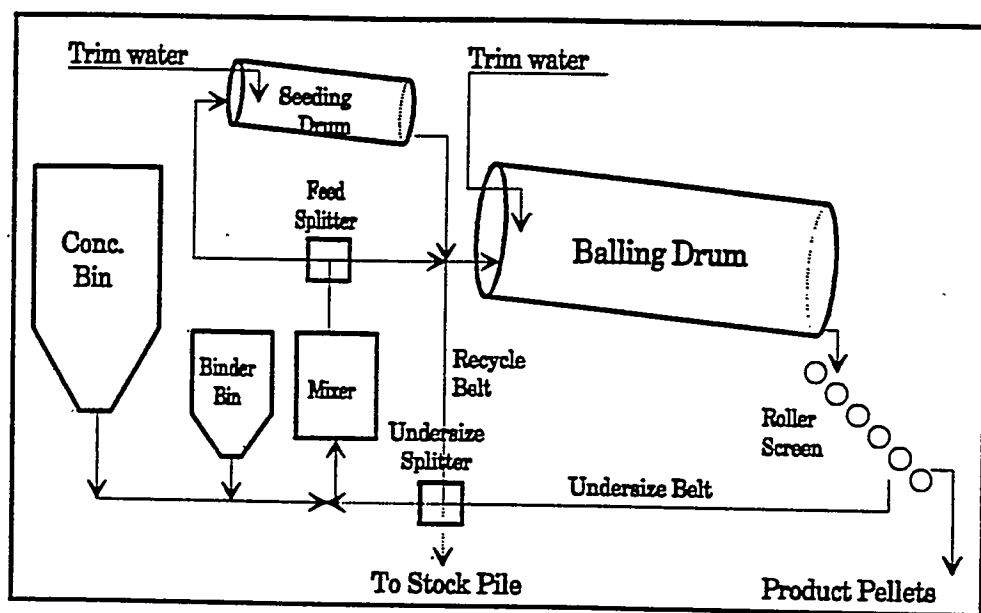 Trim water
Seeding
Drum
Trim water
Feed
Splitter
Conc.
Bin
Balling Drum
Binder
Bin
Mixer
Recycle
Belt
Roller
Screen
Undersize
Splitter
Undersize Belt
To Stock Pile
Product Pellets